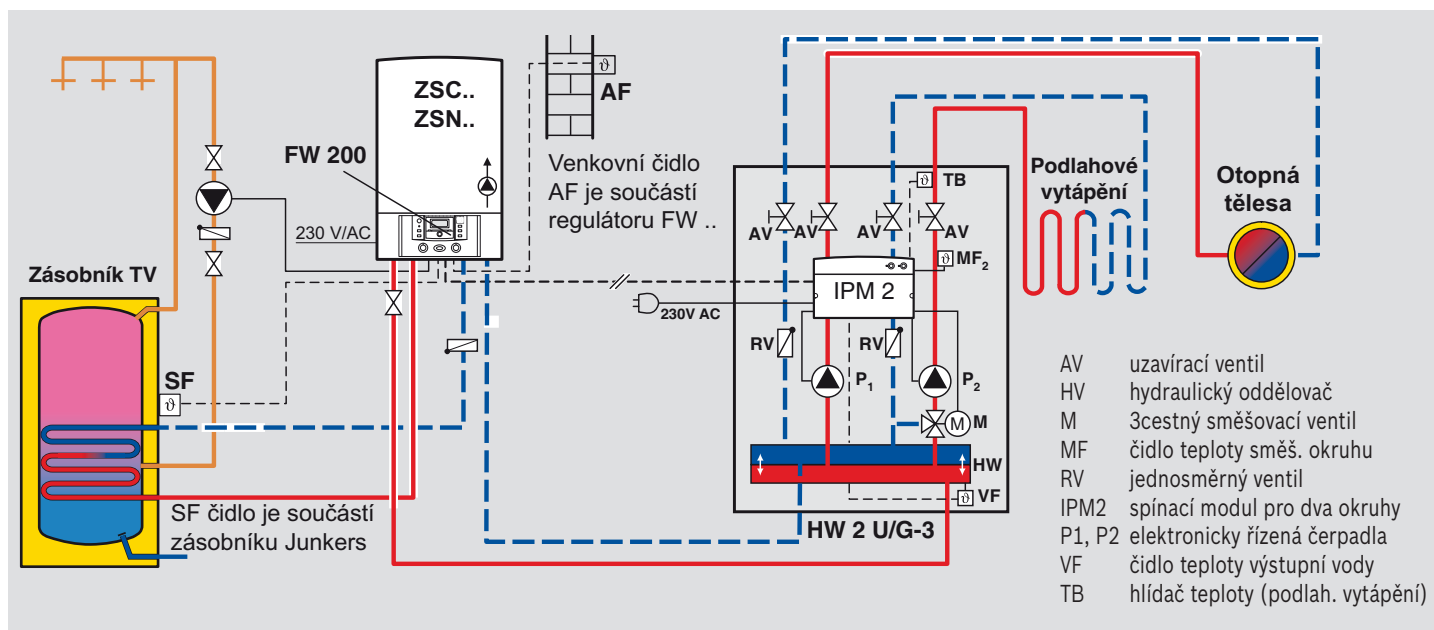 ZSC..
ZSN..
FW 200
230 V/AC
ϑ
AF
Venkovní čidlo
AF je součástí
regulátoru FW ..
Zásobník TV
SF
ϑ
SF čidlo je součástí
zásobníku Junkers
230V AC
ϑ TB
AV
AV
AV
AV
ϑ MF2
IPM 2
RV
RV
P1
P2
M
M
HW
ϑ VF
HW 2 U/G-3
Podlahové
vytápění
Otopná
tělesa
AV uzavírací ventil
HV hydraulický oddělovač
M 3cestný směšovací ventil
MF čidlo teploty směš. okruhu
RV jednosměrný ventil
IPM2 spínací modul pro dva okruhy
P1, P2 elektronicky řízená čerpadla
VF čidlo teploty výstupní vody
TB hlídač teploty (podlah. vytápění)